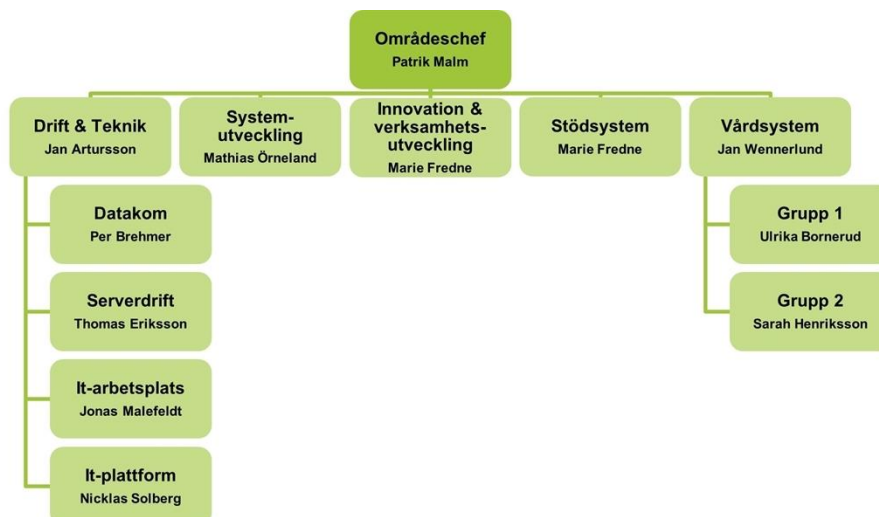 Områdeschef
Patrik Malm
Drift & Teknik
Jan Artursson
System-
utveckling
Mathias Örneland
Innovation &
verksamhets-
utveckling
Marie Fredne
Stödsystem
Marie Fredne
Vårdsystem
Jan Wennerlund
Datakom
Per Brehmer
Serverdrift
Thomas Eriksson
It-arbetsplats
Jonas Malefeldt
It-plattform
Nicklas Solberg
Grupp 1
Ulrika Bornerud
Grupp 2
Sarah Henriksson